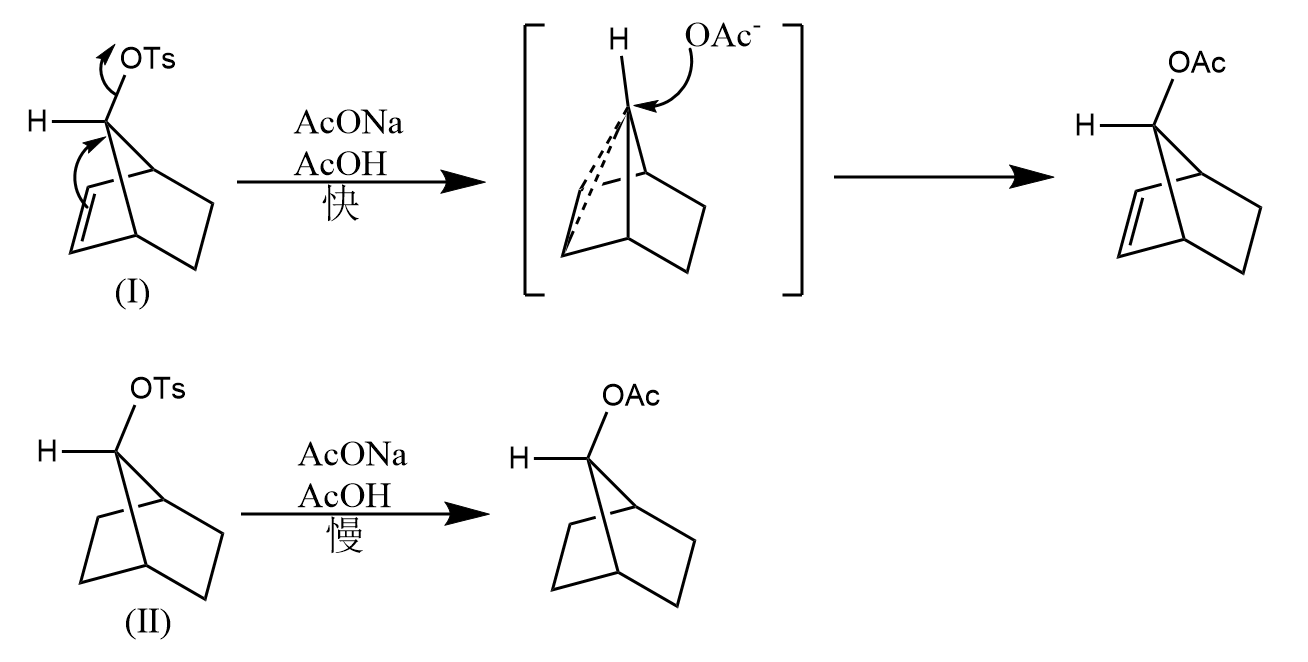 OTs
H
AcONa
AcOH
快
(I)
H
OAc-
OAc
H
OTs
H
AcONa
AcOH
慢
(II)
OAc
H